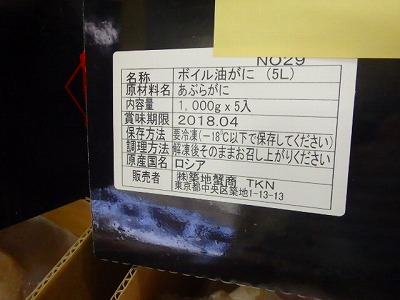 NO29
名称 ボイル油がに (5L)
原材料名 あぶらがに
内容量 1,000g x 5入
賞味期限 2018.04
保存方法 要冷凍(-18℃以下で保存してください)
調理方法 解凍後そのままお召し上がりください
原産国名 ロシア
販売者 ㈱築地蟹商 TKN
東京都中央区築地1-13-13